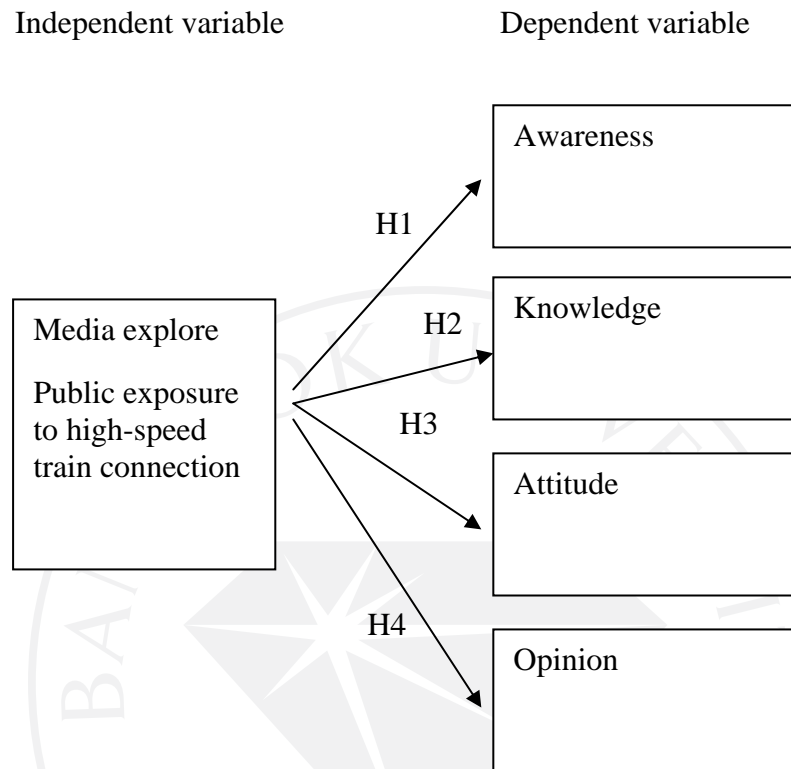 Independent variable
Dependent variable
Awareness
H1
Knowledge
H2
Media explore
Public exposure
to high-speed
train connection
H3
Attitude
H4
Opinion